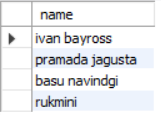 name
ivan bayross
pramada jagusta
basu navindgi
rukmini